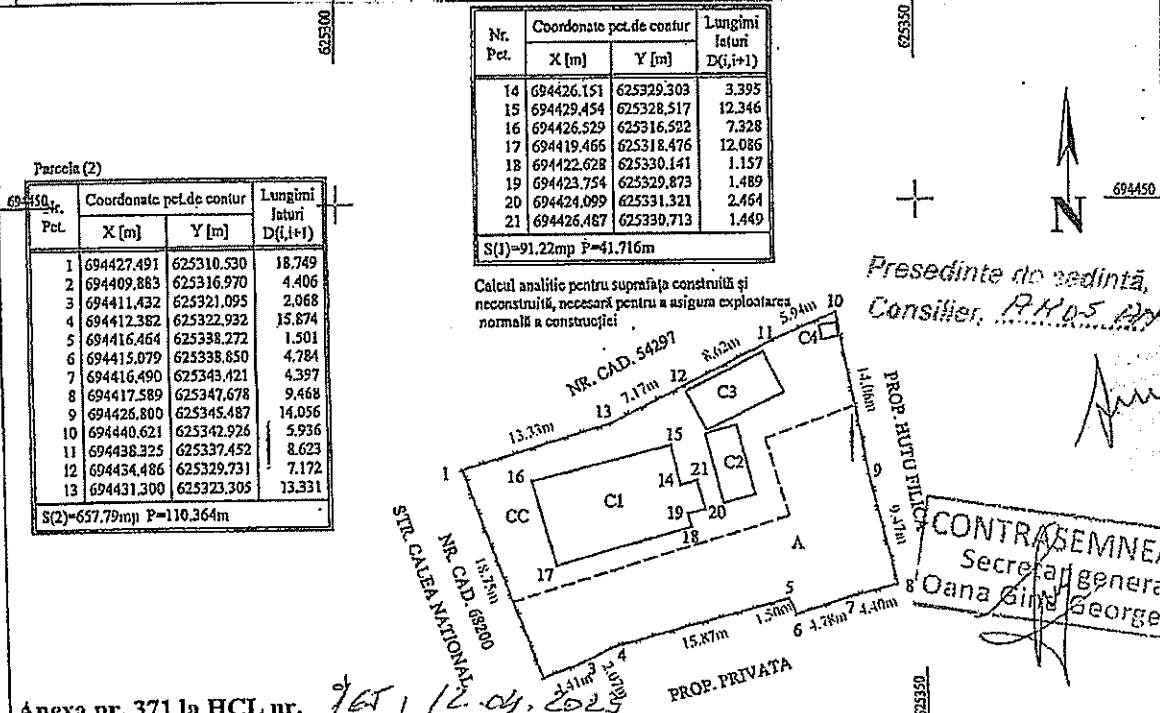 625300
625350
Nr. Pct. Coordonate pct.de contur Lungimi laturi D(i,i+1)
X [m] Y [m]
14 694426.151 625329.303 3.395
15 694429.454 625328.517 12.346
16 694426.529 625316.522 7.328
17 694419.466 625318.476 12.086
18 694422.628 625330.141 1.157
19 694423.754 625329.873 1.489
20 694424.099 625331.321 2.464
21 694426.487 625330.713 1.449
S(1)=91.22mp P=41.716m
Parcela (2)
694450
694450
N
Nr. Pct. Coordonate pct.de contur Lungimi laturi D(i,i+1)
X [m] Y [m]
1 694427.491 625310.530 18.749
2 694409.883 625316.970 4.406
3 694411.432 625321.095 2.068
4 694412.382 625322.932 15.874
5 694416.464 625338.272 1.501
6 694415.079 625338.850 4.784
7 694416.490 625343.421 4.397
8 694417.589 625347.678 9.468
9 694426.800 625345.487 14.056
10 694440.621 625342.926 5.936
11 694438.325 625337.452 8.623
12 694434.486 625329.731 7.172
13 694431.300 625323.305 13.331
S(2)=657.79mp P=110.364m
Calcul analitic pentru suprafaţa construită şi
neconstruită, necesară pentru a asigura exploatarea
normală a construcţiei
Presedinte de sedintă,
Consilier,
NR. CAD. 54297
13.33m 7.17m 8.62m 5.94m
1 13 12 11 10
C4
C3
14.06m
PROP. HUTU FILICA
16 15
C1 14 21 C2
CC 19 20
17 18
9
9.47m
A
STR. CALEA NATIONAL
NR. CAD. 68200
18.75m
5
8
1.50m
6 4.78m 7 4.40m
15.87m
4.41m 3 2.07m 4
PROP. PRIVATA
CONTRASEMNEA
Secretar genera
Oana Gina George
625350
Anexa nr. 371 la HCL nr. 12.04.2025